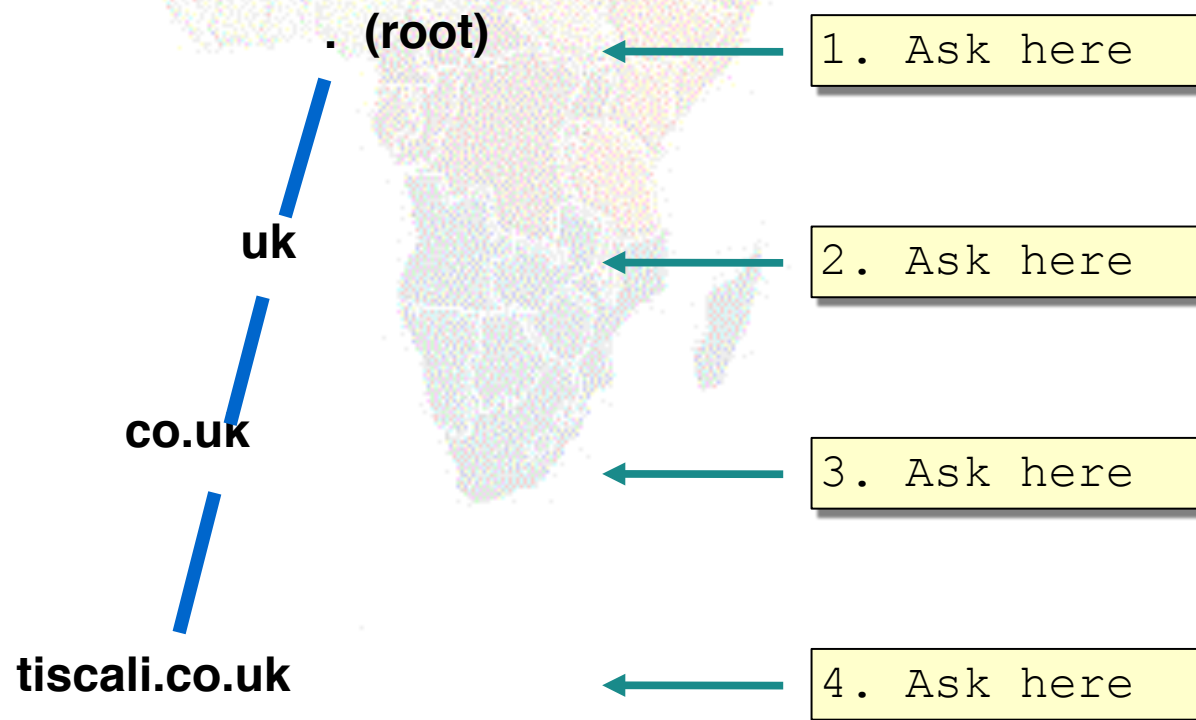 . (root)
1. Ask here
uk
2. Ask here
co.uk
3. Ask here
tiscali.co.uk
4. Ask here